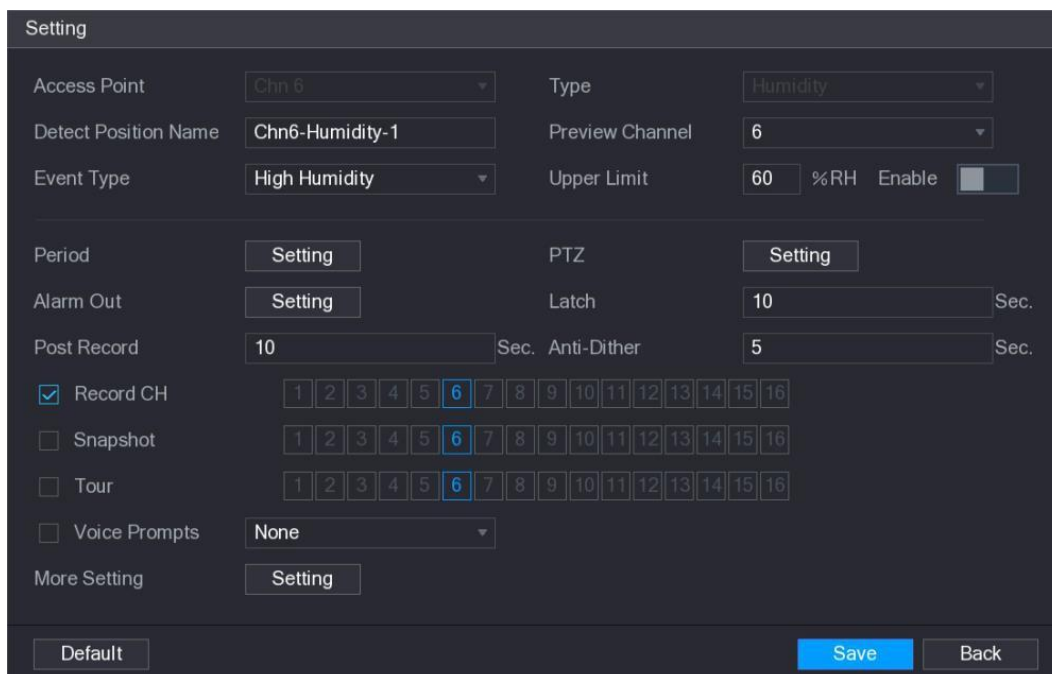 Setting
Access Point Chn 6 Type Humidity
Detect Position Name Chn6-Humidity-1 Preview Channel 6
Event Type High Humidity Upper Limit 60 %RH Enable
Period Setting PTZ Setting
Alarm Out Setting Latch 10 Sec.
Post Record 10 Sec. Anti-Dither 5 Sec.
Record CH 1 2 3 4 5 6 7 8 9 10 11 12 13 14 15 16
Snapshot 1 2 3 4 5 6 7 8 9 10 11 12 13 14 15 16
Tour 1 2 3 4 5 6 7 8 9 10 11 12 13 14 15 16
Voice Prompts None
More Setting Setting
Default Save Back